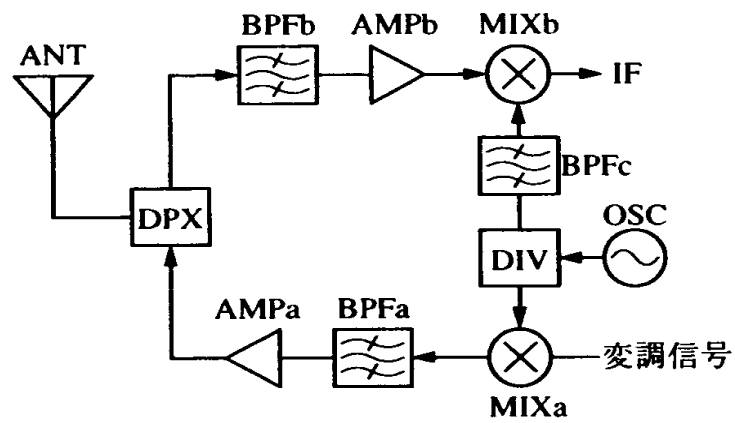 BPFb AMPb MIXb
ANT
IF
BPFc
OSC
DPX
DIV
AMPa BPFa
変調信号
MIXa